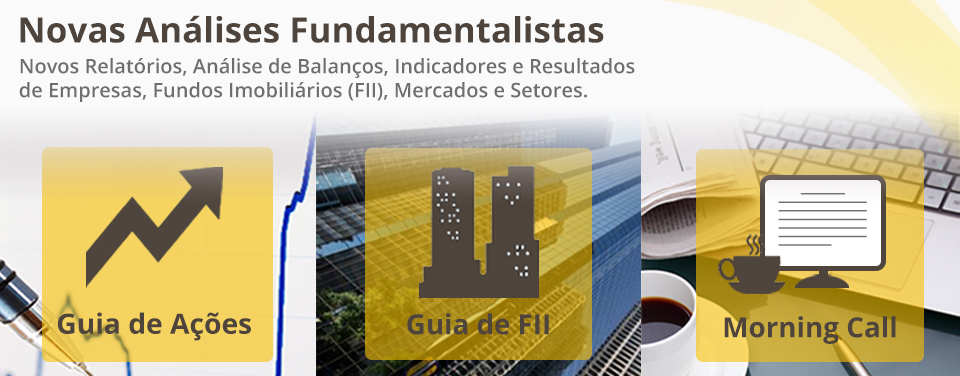 Novas Análises Fundamentalistas
Novos Relatórios, Análise de Balanços, Indicadores e Resultados
de Empresas, Fundos Imobiliários (FII), Mercados e Setores.
Guia de Ações
Guia de FII
Morning Call